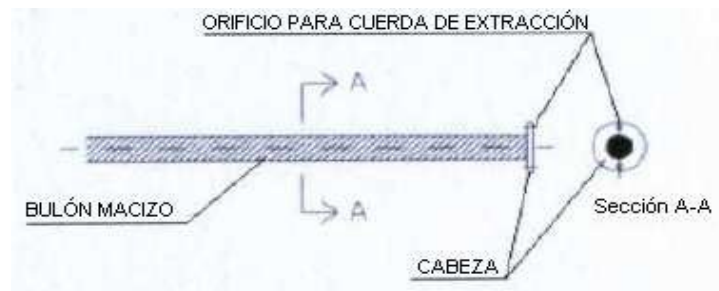 ORIFICIO PARA CUERDA DE EXTRACCIÓN
A
BULÓN MACIZO
A
Sección A-A
CABEZA